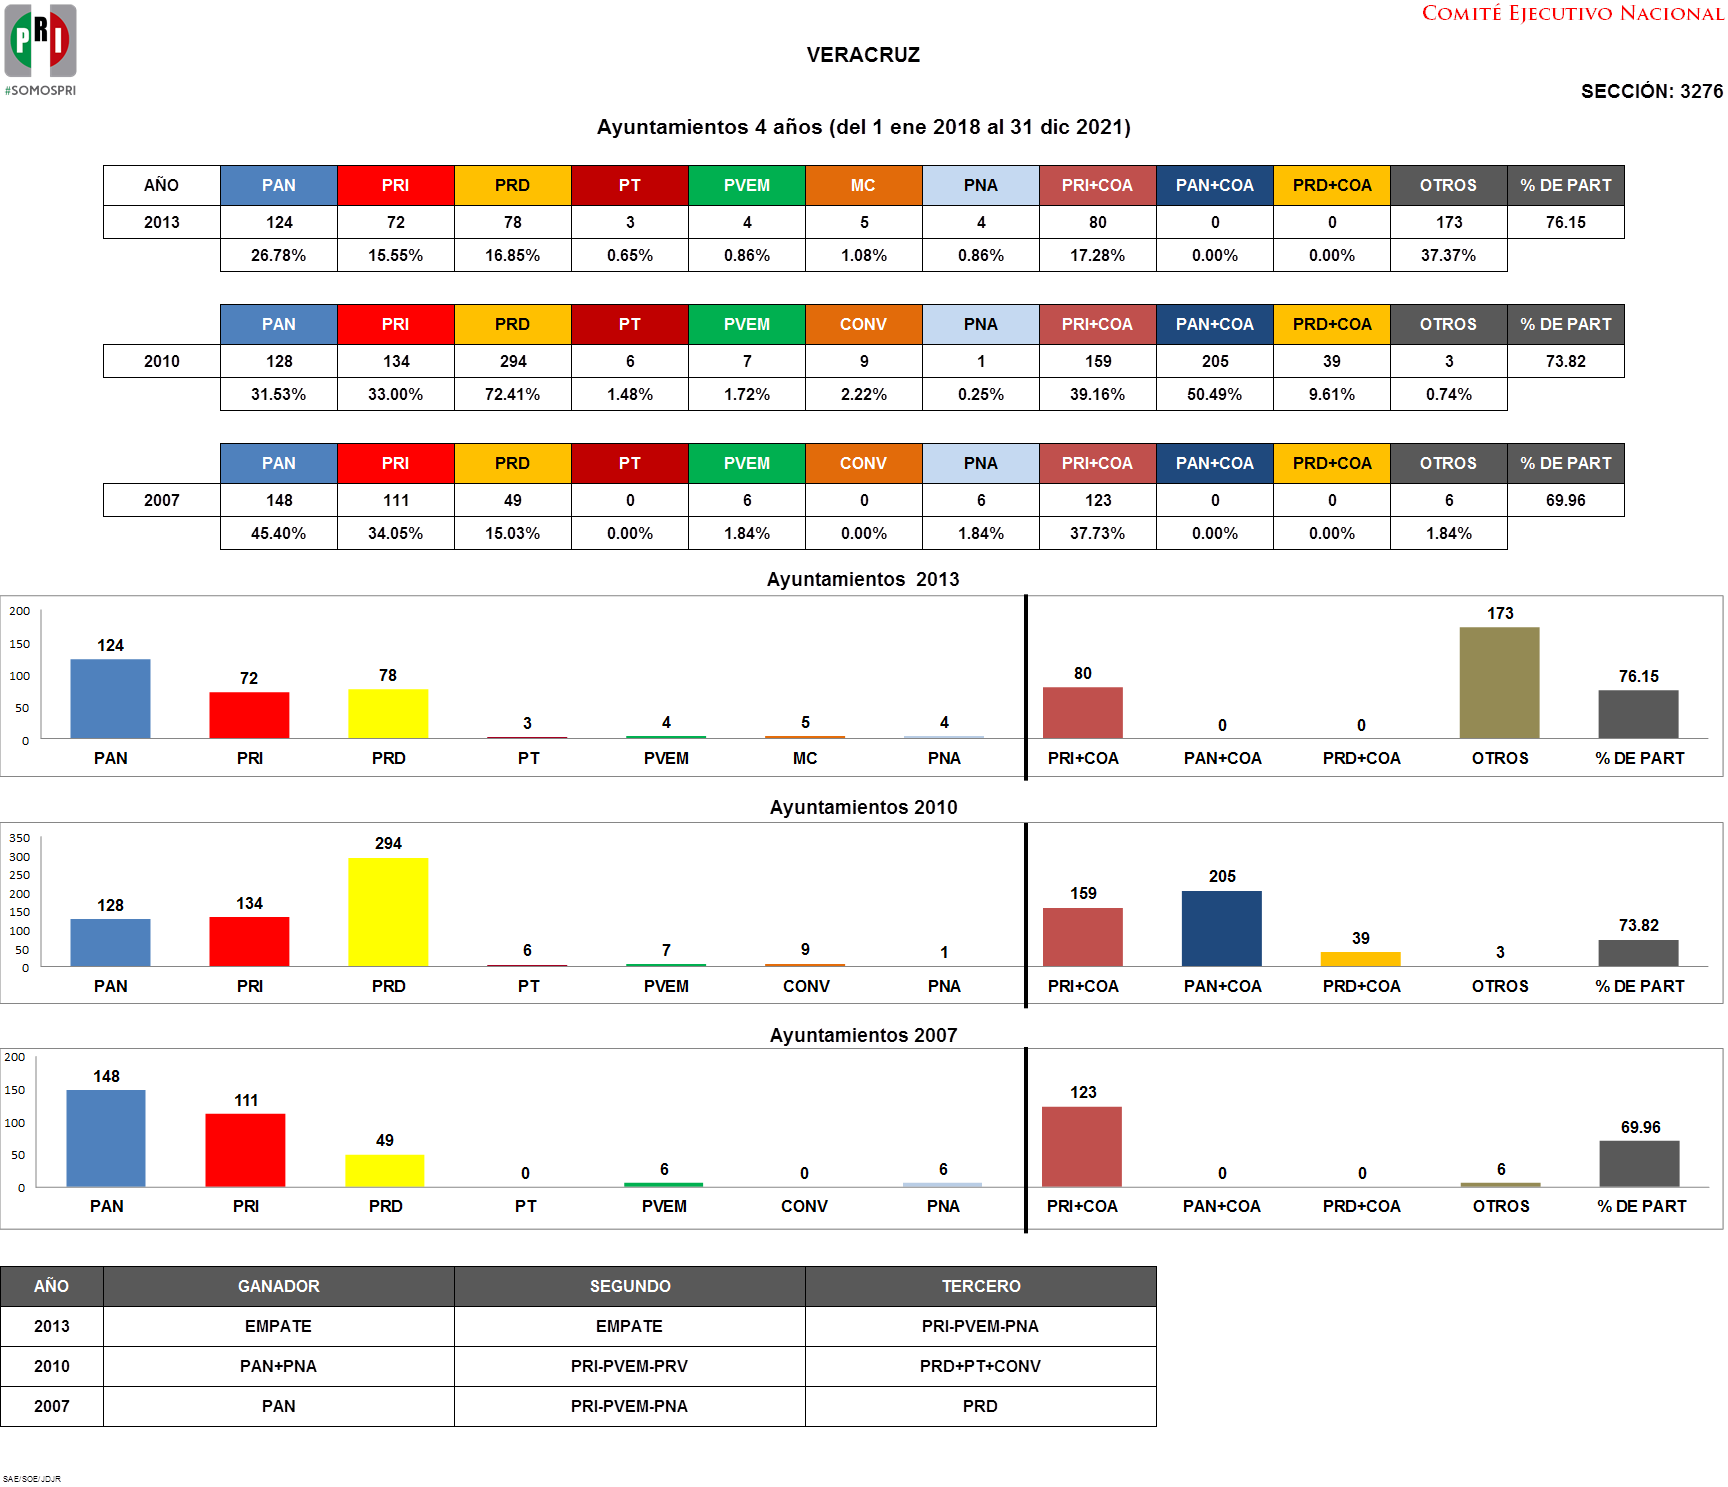 PRI
#SOMOSPRI
COMITÉ EJECUTIVO NACIONAL
VERACRUZ
SECCIÓN: 3276
Ayuntamientos 4 años (del 1 ene 2018 al 31 dic 2021)
AÑO PAN PRI PRD PT PVEM MC PNA PRI+COA PAN+COA PRD+COA OTROS % DE PART
2013 124 72 78 3 4 5 4 80 0 0 173 76.15
26.78% 15.55% 16.85% 0.65% 0.86% 1.08% 0.86% 17.28% 0.00% 0.00% 37.37%
PAN PRI PRD PT PVEM CONV PNA PRI+COA PAN+COA PRD+COA OTROS % DE PART
2010 128 134 294 6 7 9 1 159 205 39 3 73.82
31.53% 33.00% 72.41% 1.48% 1.72% 2.22% 0.25% 39.16% 50.49% 9.61% 0.74%
PAN PRI PRD PT PVEM CONV PNA PRI+COA PAN+COA PRD+COA OTROS % DE PART
2007 148 111 49 0 6 0 6 123 0 0 6 69.96
45.40% 34.05% 15.03% 0.00% 1.84% 0.00% 1.84% 37.73% 0.00% 0.00% 1.84%
Ayuntamientos 2013
200
150
100
50
0
124 72 78 3 4 5 4 80 0 0 173 76.15
PAN PRI PRD PT PVEM MC PNA PRI+COA PAN+COA PRD+COA OTROS % DE PART
Ayuntamientos 2010
350
300
250
200
150
100
50
0
128 134 294 6 7 9 1 159 205 39 3 73.82
PAN PRI PRD PT PVEM CONV PNA PRI+COA PAN+COA PRD+COA OTROS % DE PART
Ayuntamientos 2007
200
150
100
50
0
148 111 49 0 6 0 6 123 0 0 6 69.96
PAN PRI PRD PT PVEM CONV PNA PRI+COA PAN+COA PRD+COA OTROS % DE PART
AÑO GANADOR SEGUNDO TERCERO
2013 EMPATE EMPATE PRI-PVEM-PNA
2010 PAN+PNA PRI-PVEM-PRV PRD+PT+CONV
2007 PAN PRI-PVEM-PNA PRD
SAE/SOE/JDJR